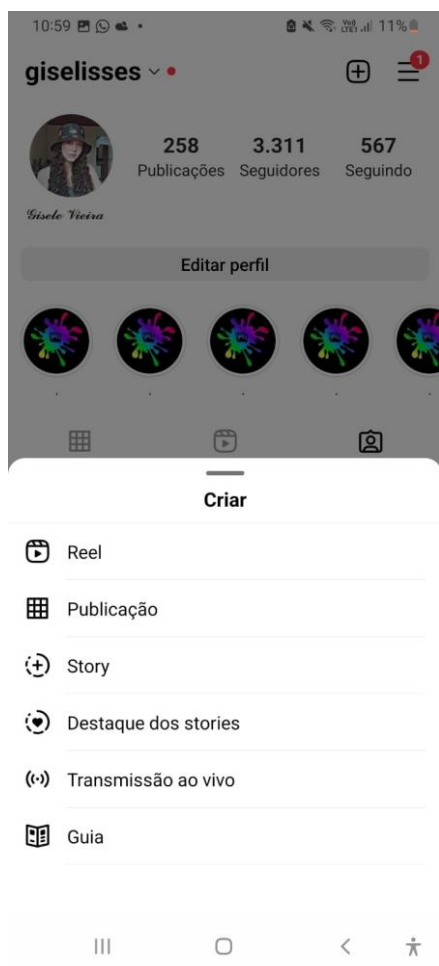 10:59
11%
giselisses
1
258 3.311 567
Publicações Seguidores Seguindo
Gisele Vieira
Editar perfil
Criar
Reel
Publicação
Story
Destaque dos stories
Transmissão ao vivo
Guia